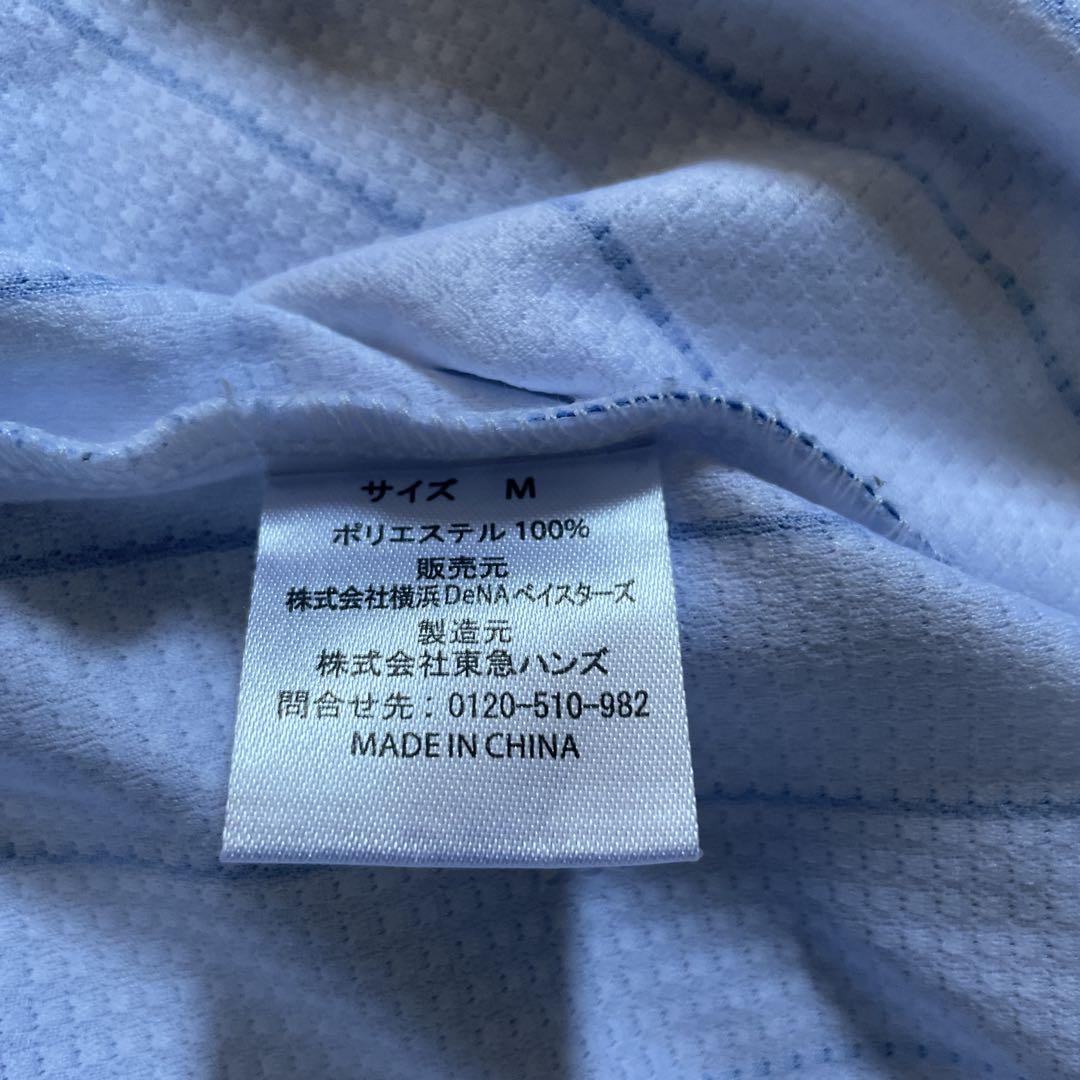 サイズ M
ポリエステル 100%
販売元
株式会社横浜DeNAベイスターズ
製造元
株式会社東急ハンズ
問合せ先：0120-510-982
MADE IN CHINA